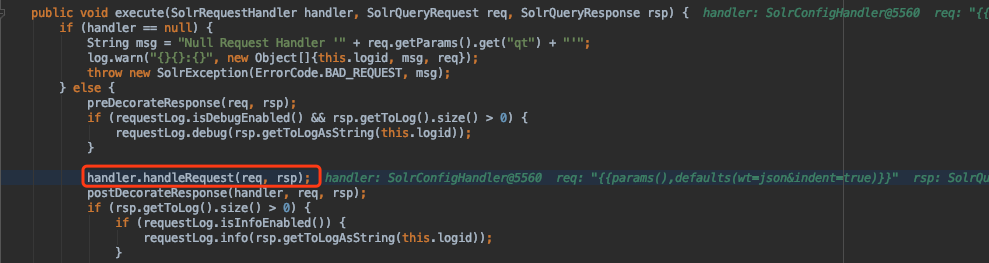 public void execute(SolrRequestHandler handler, SolrQueryRequest req, SolrQueryResponse rsp) {  handler: SolrConfigHandler@5560  req: "{{
if (handler == null) {
String msg = "Null Request Handler '" + req.getParams().get("qt") + "'";
log.warn("{}{}:{}", new Object[]{this.logid, msg, req});
throw new SolrException(ErrorCode.BAD_REQUEST, msg);
} else {
preDecorateResponse(req, rsp);
if (requestLog.isDebugEnabled() && rsp.getToLog().size() > 0) {
requestLog.debug(rsp.getToLogAsString(this.logid));
}
handler.handleRequest(req, rsp);  handler: SolrConfigHandler@5560  req: "{{params(),defaults(wt=json&indent=true)}}"  rsp: SolrQu
postDecorateResponse(handler, req, rsp);
if (rsp.getToLog().size() > 0) {
if (requestLog.isInfoEnabled()) {
requestLog.info(rsp.getToLogAsString(this.logid));
}